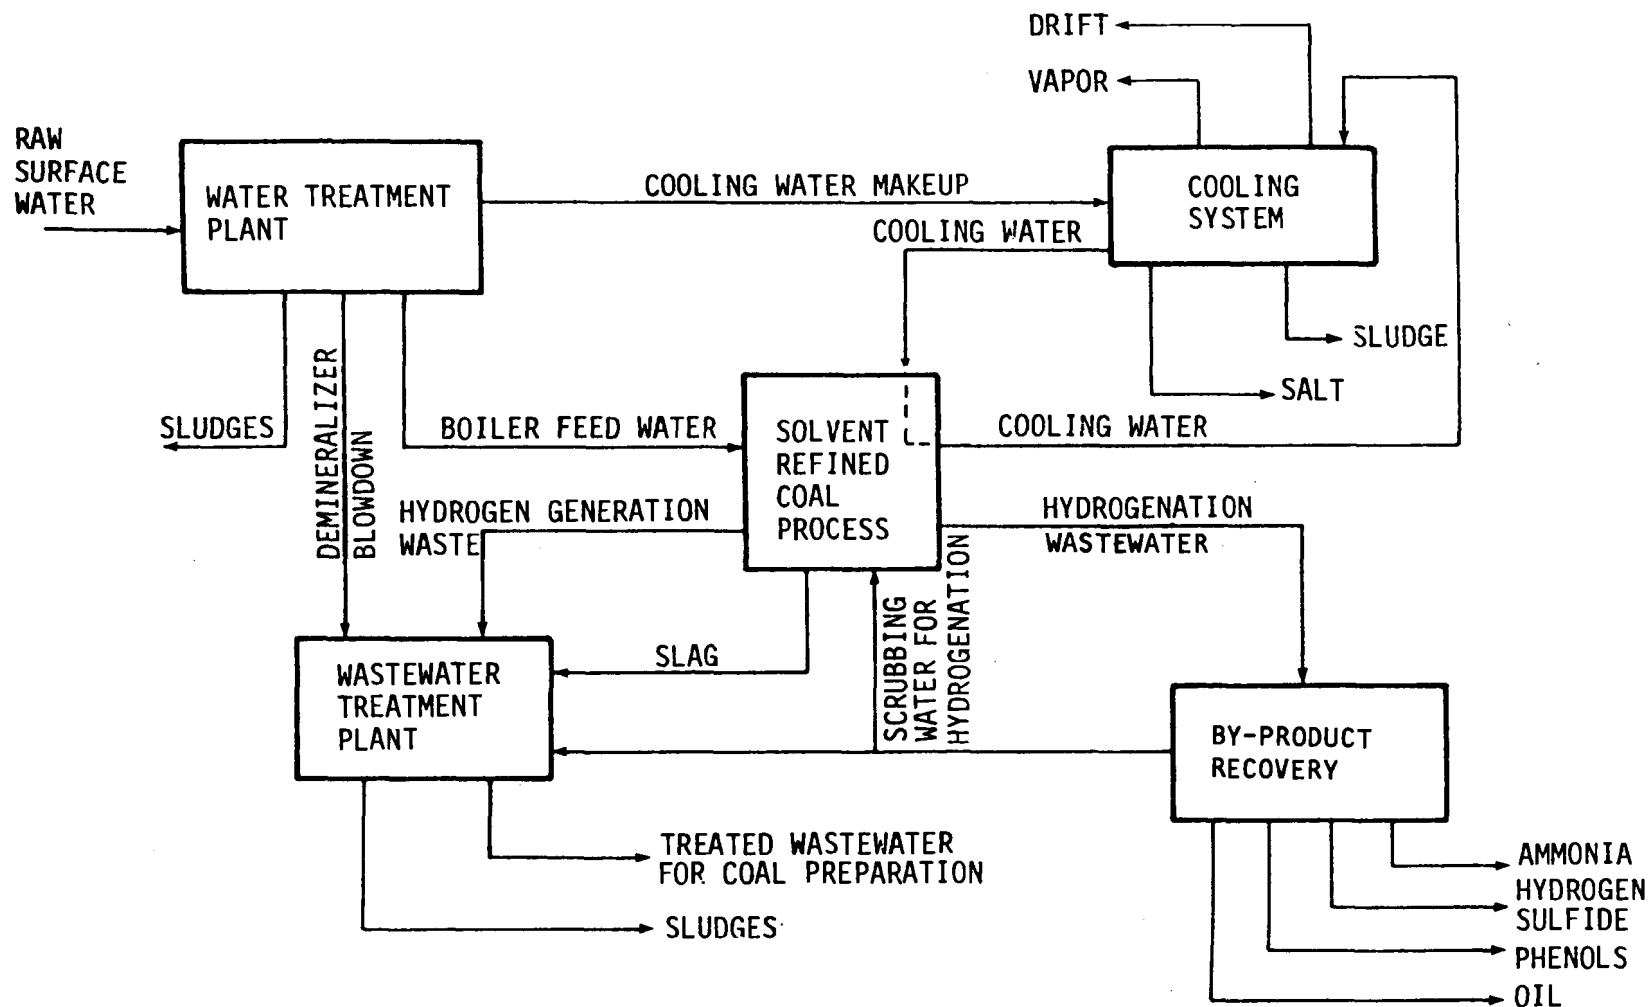 DRIFT
VAPOR
RAW
SURFACE
WATER
WATER TREATMENT
PLANT
COOLING WATER MAKEUP
COOLING
SYSTEM
COOLING WATER
SLUDGE
SALT
SLUDGES
DEMINERALIZER
BLOWDOWN
BOILER FEED WATER
SOLVENT
REFINED
COAL
PROCESS
COOLING WATER
HYDROGEN GENERATION
WASTE
HYDROGENATION
WASTEWATER
SCRUBBING
WATER FOR
HYDROGENATION
SLAG
WASTEWATER
TREATMENT
PLANT
BY-PRODUCT
RECOVERY
TREATED WASTEWATER
FOR COAL PREPARATION
SLUDGES
AMMONIA
HYDROGEN
SULFIDE
PHENOLS
OIL